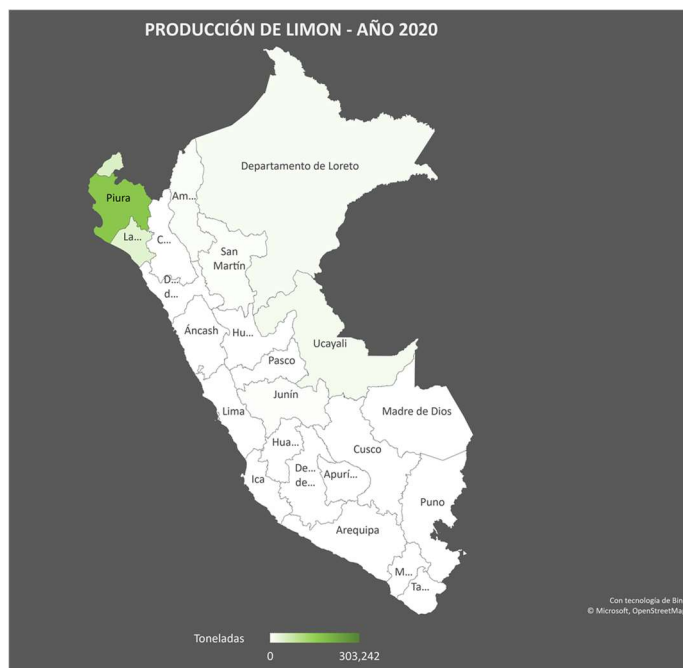 PRODUCCIÓN DE LIMON - AÑO 2020
Departamento de Loreto
Piura
Am...
La...
C...
San
Martín
D...
d...
Áncash
Hu...
Ucayali
Pasco
Junín
Lima
Madre de Dios
Hua...
Cusco
Ica
De...
de...
Apurí...
Puno
Arequipa
M...
Ta...
Con tecnología de Bin
© Microsoft, OpenStreetMa
Toneladas
0
303,242